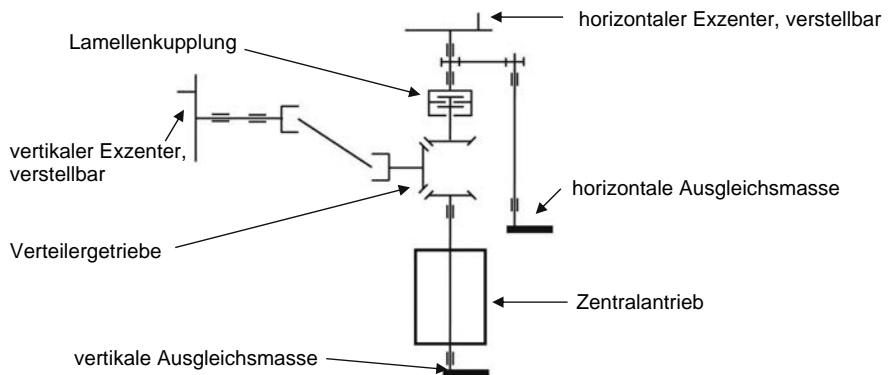 horizontaler Exzenter, verstellbar
Lamellenkupplung
vertikaler Exzenter,
verstellbar
horizontale Ausgleichsmasse
Verteilergetriebe
Zentralantrieb
vertikale Ausgleichsmasse